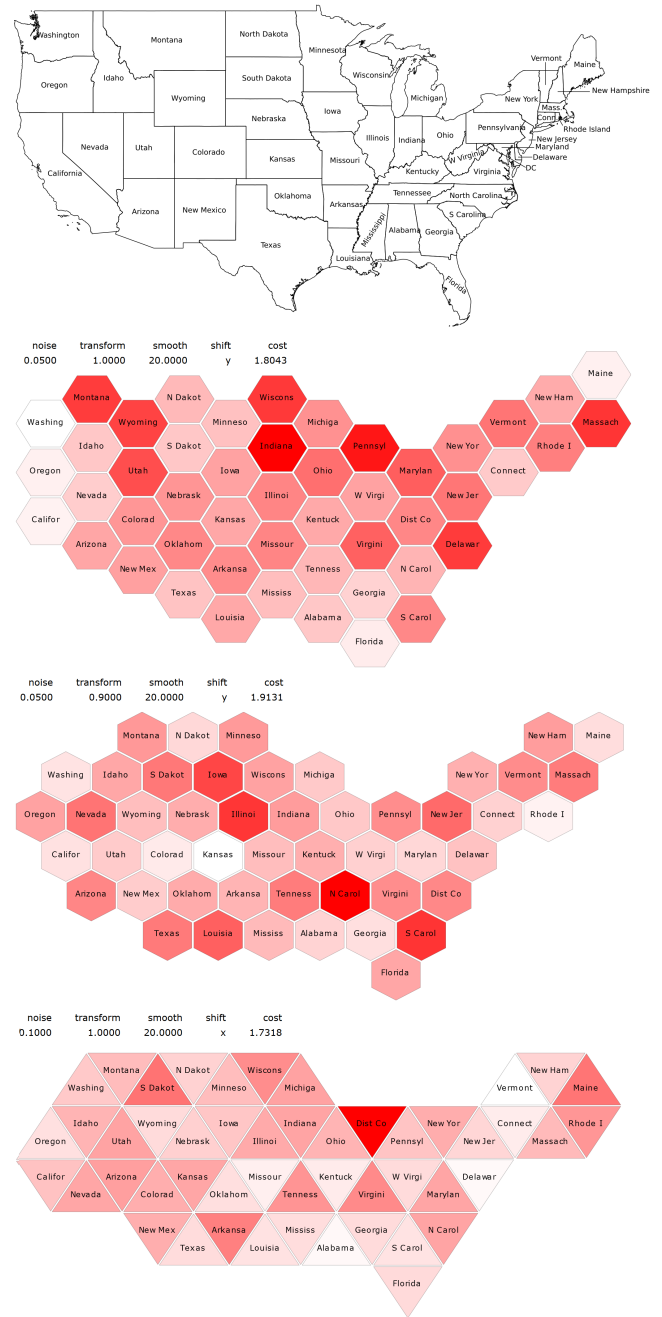 Washington
Montana
North Dakota
Minnesota
Vermont
Maine
Oregon
Idaho
South Dakota
Wisconsin
New Hampshire
Wyoming
Michigan
New York
Mass.
Nebraska
Iowa
Conn.
Rhode Island
Nevada
Utah
Colorado
Illinois
Indiana
Ohio
Pennsylvania
New Jersey
Maryland
California
Kansas
Missouri
W Virginia
Delaware
Kentucky
Virginia
DC
Arizona
New Mexico
Oklahoma
Arkansas
Tennessee
North Carolina
Texas
Mississippi
Alabama
Georgia
S Carolina
Louisiana
Florida
noise transform smooth shift cost
0.0500 1.0000 20.0000 y 1.8043
Maine
Montana N Dakot Wiscons New Ham
Washing Wyoming Minneso Michiga Vermont Massach
Idaho S Dakot Indiana Pennsyl New Yor Rhode I
Oregon Utah Iowa Ohio Marylan Connect
Nevada Nebrask Illinoi W Virgi New Jer
Califor Colorad Kansas Kentuck Dist Co
Arizona Oklahom Missour Virgini Delawar
New Mex Arkansa Tenness N Carol
Texas Mississ Georgia
Louisia Alabama S Carol
Florida
noise transform smooth shift cost
0.0500 0.9000 20.0000 y 1.9131
Montana N Dakot Minneso New Ham Maine
Washing Idaho S Dakot Iowa Wiscons Michiga New Yor Vermont Massach
Oregon Nevada Wyoming Nebrask Illinoi Indiana Ohio Pennsyl New Jer Connect Rhode I
Califor Utah Colorad Kansas Missour Kentuck W Virgi Marylan Delawar
Arizona New Mex Oklahom Arkansa Tenness N Carol Virgini Dist Co
Texas Louisia Mississ Alabama Georgia S Carol
Florida
noise transform smooth shift cost
0.1000 1.0000 20.0000 x 1.7318
Montana N Dakot Wiscons New Ham
Washing S Dakot Minneso Michiga Vermont Maine
Idaho Wyoming Iowa Indiana Dist Co New Yor Connect Rhode I
Oregon Utah Nebrask Illinoi Ohio Pennsyl New Jer Massach
Califor Arizona Kansas Missour Kentuck W Virgi Delawar
Nevada Colorad Oklahom Tenness Virgini Marylan
New Mex Arkansa Mississ Georgia N Carol
Texas Louisia Alabama S Carol
Florida